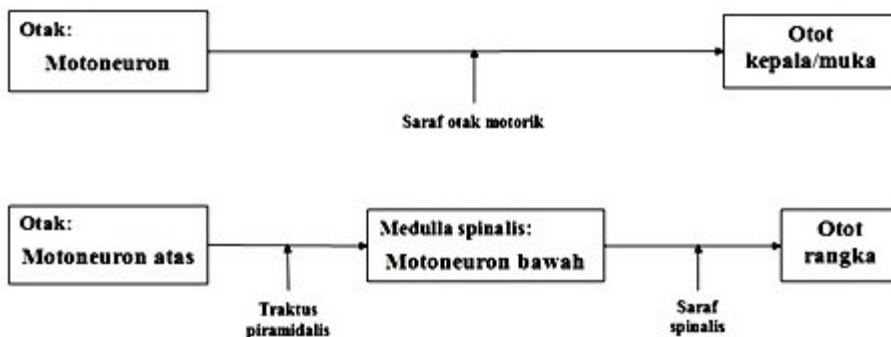 Otak:
Motoneuron
Otot
kepala/muka
Saraf otak motorik
Otak:
Motoneuron atas
Medulla spinalis:
Motoneuron bawah
Otot
rangka
Traktus
piramidalis
Saraf
spinalis